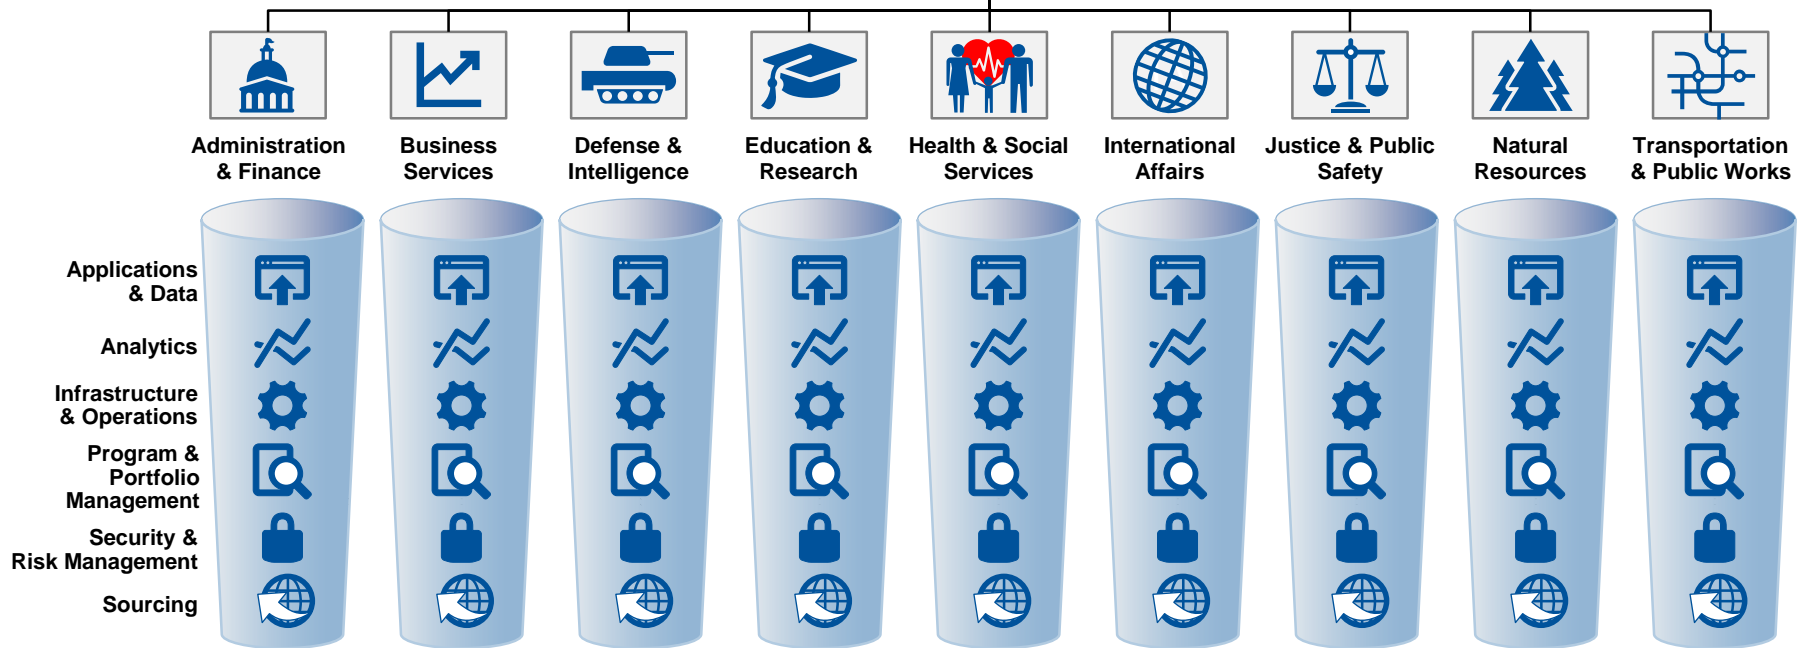 Administration
& Finance
Business
Services
Defense &
Intelligence
Education &
Research
Health & Social
Services
International
Affairs
Justice & Public
Safety
Natural
Resources
Transportation
& Public Works
Applications
& Data
Analytics
Infrastructure
& Operations
Program &
Portfolio
Management
Security &
Risk Management
Sourcing